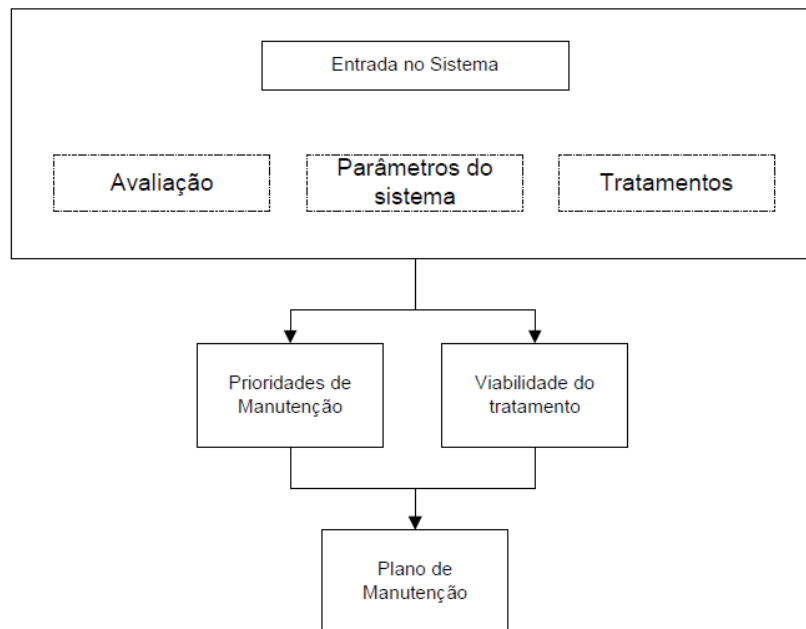 Entrada no Sistema
Avaliação
Parâmetros do
sistema
Tratamentos
Prioridades de
Manutenção
Viabilidade do
tratamento
Plano de
Manutenção